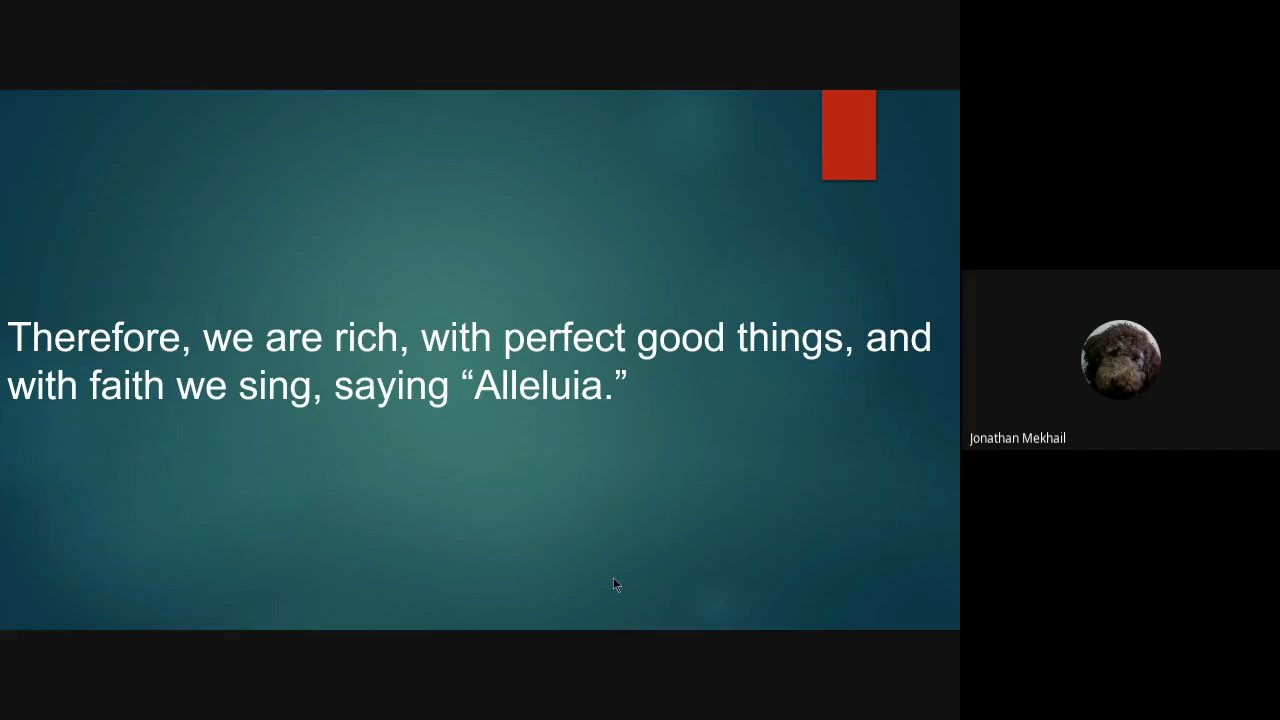 Therefore, we are rich, with perfect good things, and
with faith we sing, saying “Alleluia.”
Jonathan Mekhail